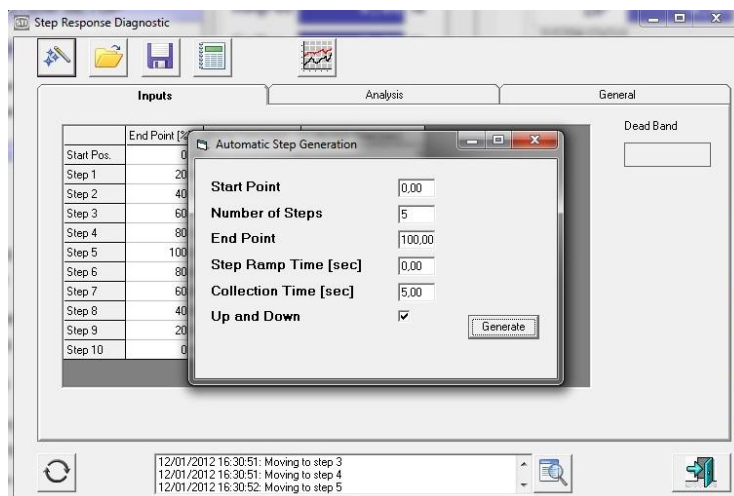 Step Response Diagnostic
Inputs
Analysis
General
End Point [%
Dead Band
Start Pos. 0
Step 1 20
Step 2 40
Step 3 60
Step 4 80
Step 5 100
Step 6 80
Step 7 60
Step 8 40
Step 9 20
Step 10 0
Automatic Step Generation
Start Point 0,00
Number of Steps 5
End Point 100,00
Step Ramp Time [sec] 0,00
Collection Time [sec] 5,00
Up and Down
Generate
12/01/2012 16:30:51: Moving to step 3
12/01/2012 16:30:51: Moving to step 4
12/01/2012 16:30:52: Moving to step 5